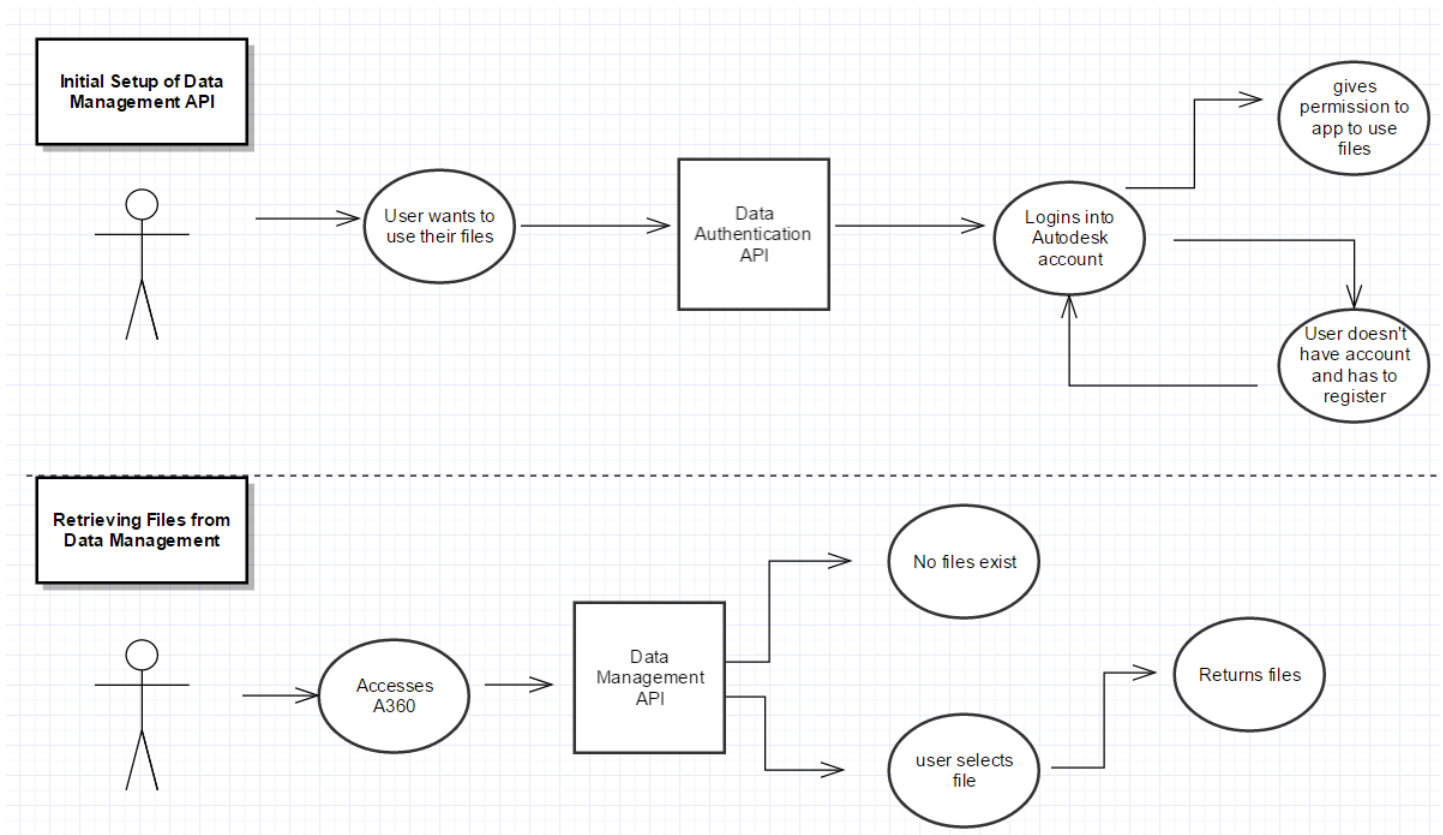 Initial Setup of Data
Management API
User wants to
use their files
Data
Authentication
API
Logins into
Autodesk
account
gives
permission to
app to use
files
User doesn't
have account
and has to
register
Retrieving Files from
Data Management
Accesses
A360
Data
Management
API
No files exist
user selects
file
Returns files